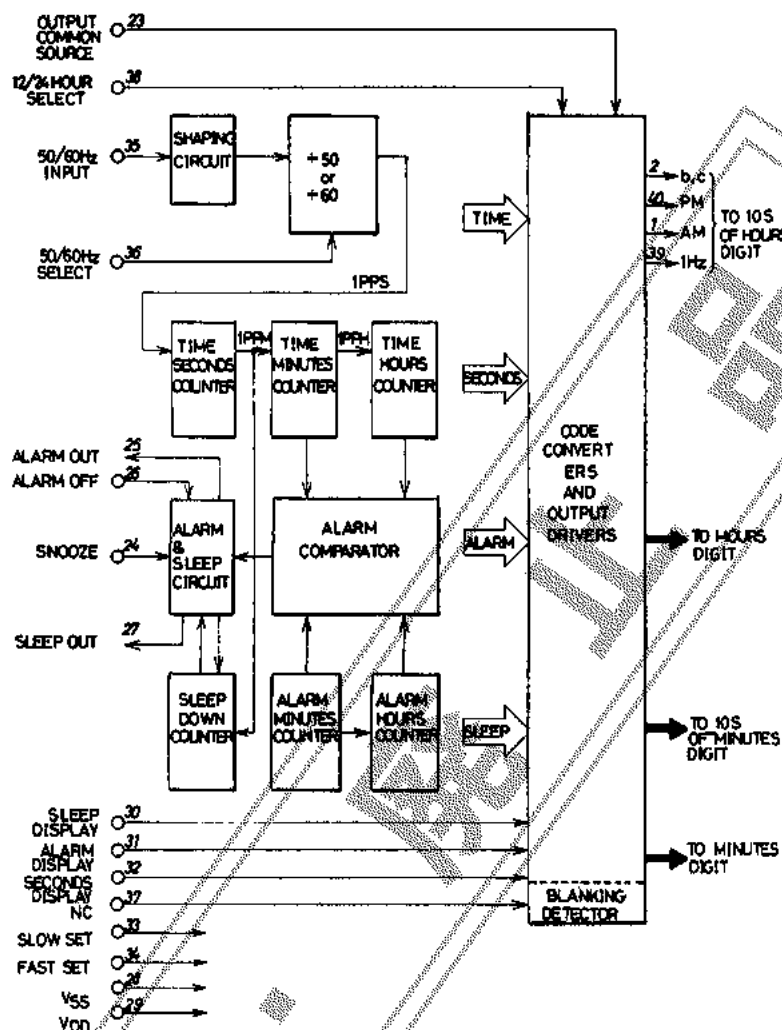 OUTPUT
COMMON
SOURCE
23
12/24HOUR
SELECT
38
50/60Hz
INPUT
35
SHAPING
CIRCUIT
÷50
or
÷60
50/60Hz
SELECT
36
1PPS
TIME
SECONDS
COUNTER
1PPM
TIME
MINUTES
COUNTER
1PPH
TIME
HOURS
COUNTER
ALARM OUT
25
ALARM OFF
26
SNOOZE
24
ALARM
&
SLEEP
CIRCUIT
ALARM
COMPARATOR
SLEEP OUT
27
SLEEP
DOWN
COUNTER
ALARM
MINUTES
COUNTER
ALARM
HOURS
COUNTER
TIME
SECONDS
ALARM
SLEEP
CODE
CONVERT
ERS
AND
OUTPUT
DRIVERS
2
b,c
40
PM
1
AM
39
1Hz
TO 10S
OF HOURS
DIGIT
TO HOURS
DIGIT
TO 10S
OF MINUTES
DIGIT
TO MINUTES
DIGIT
SLEEP
DISPLAY
30
ALARM
DISPLAY
31
SECONDS
DISPLAY
32
NC
37
BLANKING
DETECTOR
SLOW SET
33
FAST SET
34
VSS
28
VDD
29